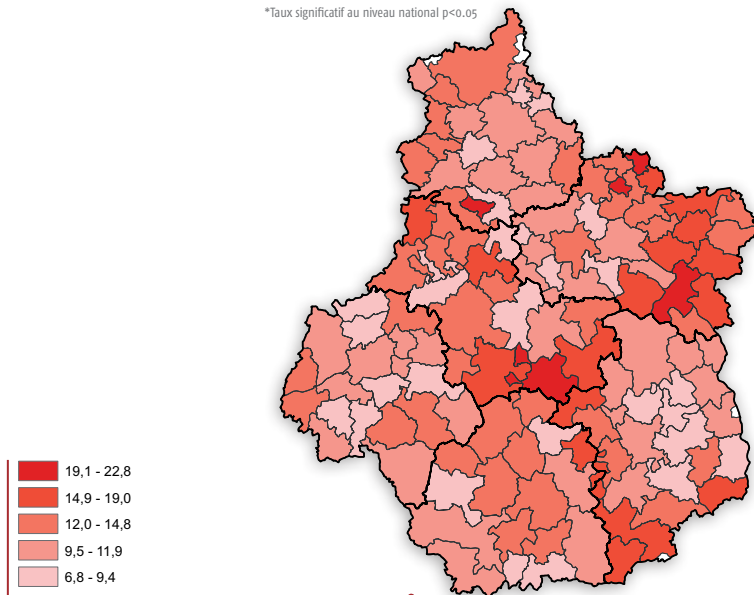 *Taux significatif au niveau national p<0.05
19,1 - 22,8
14,9 - 19,0
12,0 - 14,8
9,5 - 11,9
6,8 - 9,4